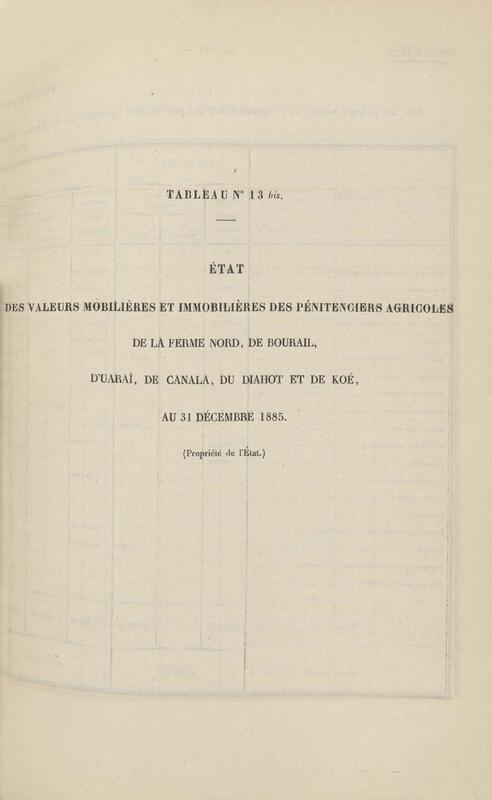 TABLEAU N° 13 bis.
ÉTAT
DES VALEURS MOBILIÈRES ET IMMOBILIÈRES DES PÉNITENCIERS AGRICOLES
DE LA FERME NORD, DE BOURAIL,
D'UARAÏ, DE CANALA, DU DIAHOT ET DE KOÉ,
AU 31 DÉCEMBRE 1885.
(Propriété de l'État.)